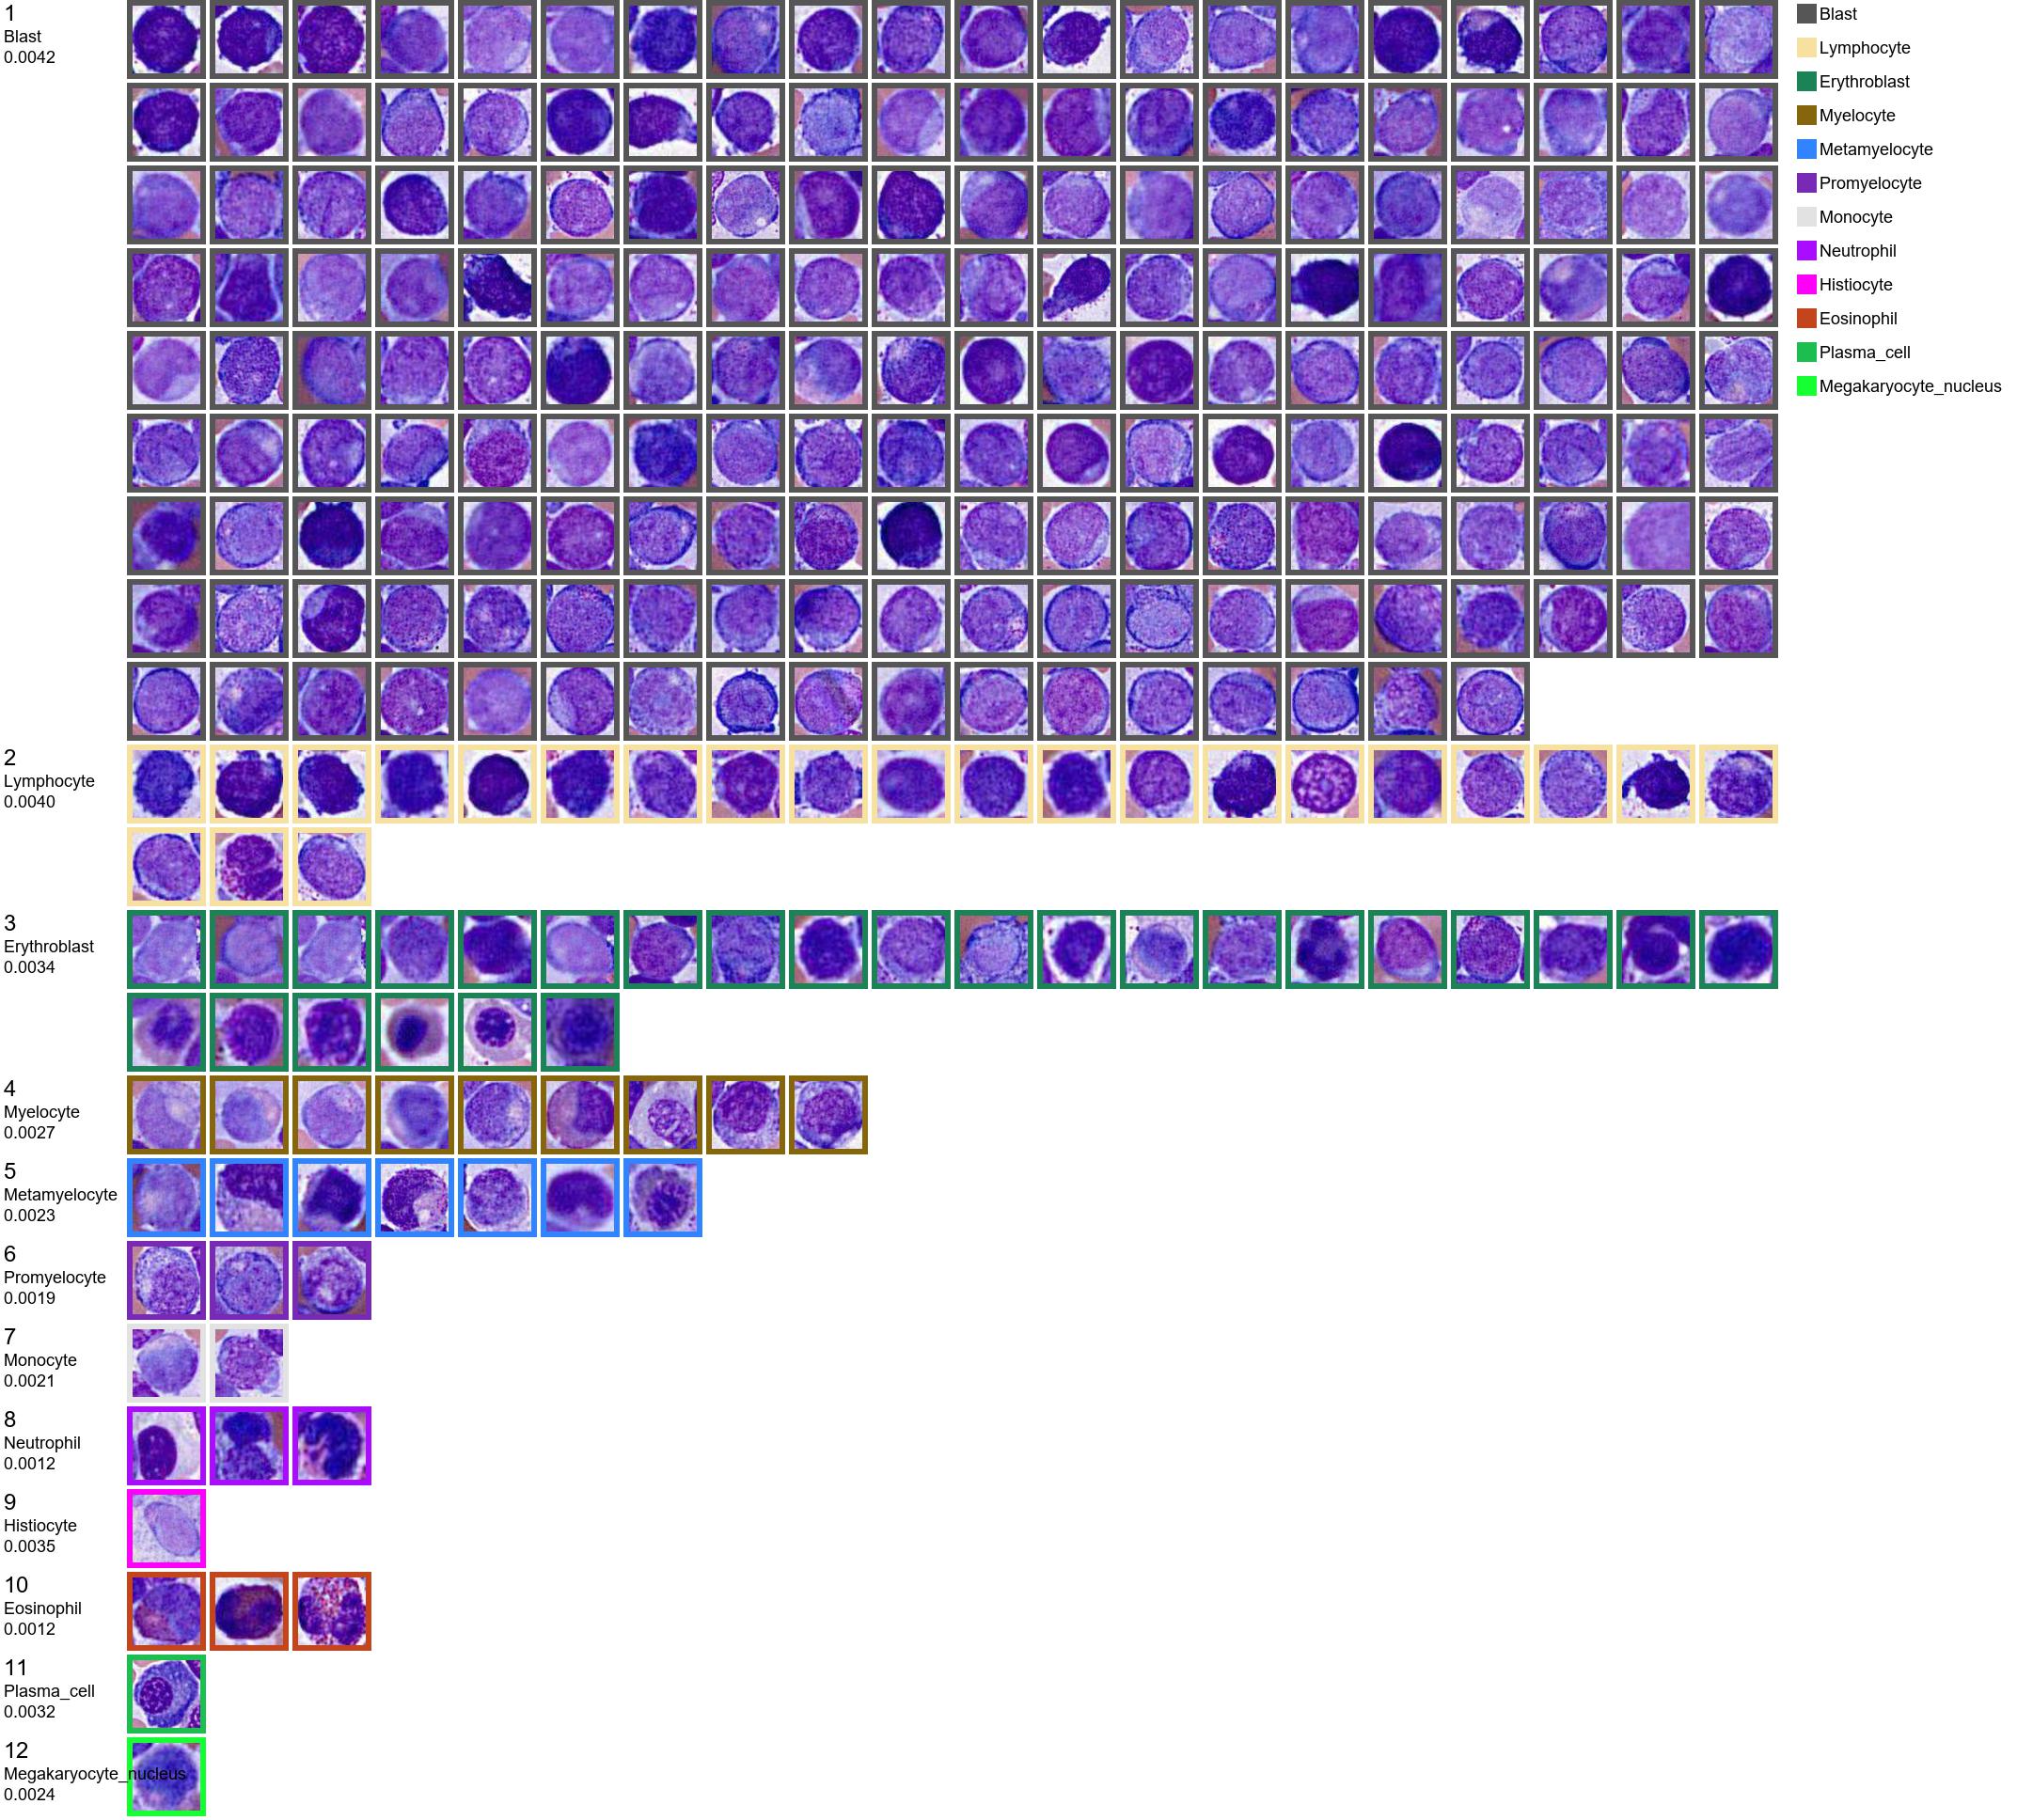 1
Blast
0.0042
2
Lymphocyte
0.0040
3
Erythroblast
0.0034
4
Myelocyte
0.0027
5
Metamyelocyte
0.0023
6
Promyelocyte
0.0019
7
Monocyte
0.0021
8
Neutrophil
0.0012
9
Histiocyte
0.0035
10
Eosinophil
0.0012
11
Plasma_cell
0.0032
12
Megakaryocyte_nucleus
0.0024
Blast
Lymphocyte
Erythroblast
Myelocyte
Metamyelocyte
Promyelocyte
Monocyte
Neutrophil
Histiocyte
Eosinophil
Plasma_cell
Megakaryocyte_nucleus